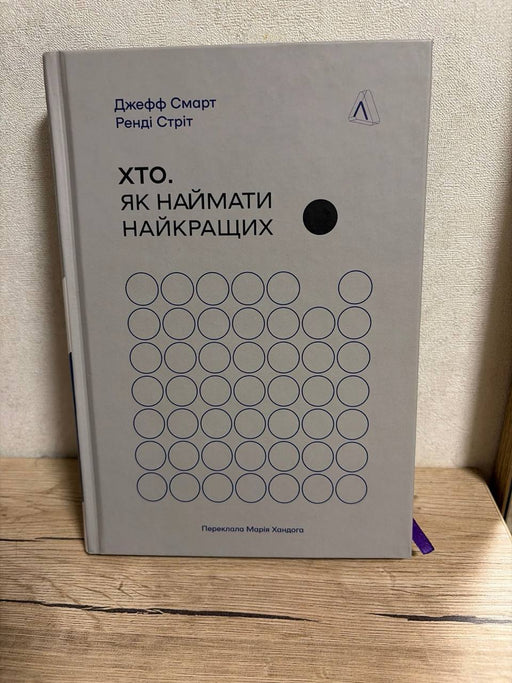 Джефф Смарт
Ренді Стріт
ХТО.
ЯК НАЙМАТИ
НАЙКРАЩИХ
Переклала Марія Хандога